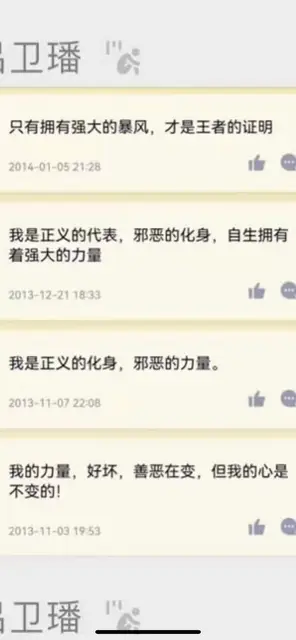 卫璠
只有拥有强大的暴风，才是王者的证明
2014-01-05 21:28
我是正义的代表，邪恶的化身，自生拥有
着强大的力量
2013-12-21 18:33
我是正义的化身，邪恶的力量。
2013-11-07 22:08
我的力量，好坏，善恶在变，但我的心是
不变的!
2013-11-03 19:53
卫璠